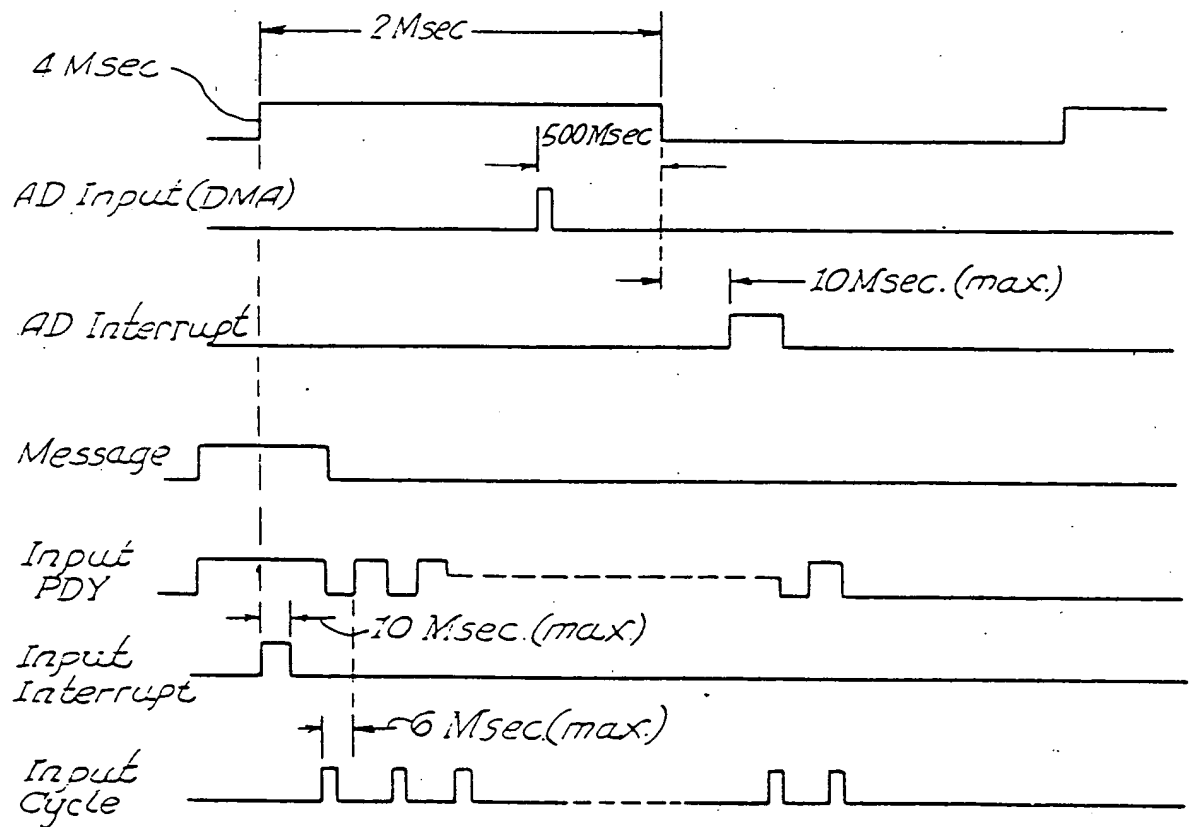 2 Msec
4 Msec
500 Msec
AD Input (DMA)
10 Msec. (max.)
AD Interrupt
Message
Input
PDY
10 Msec. (max.)
Input
Interrupt
6 Msec. (max.)
Input
Cycle